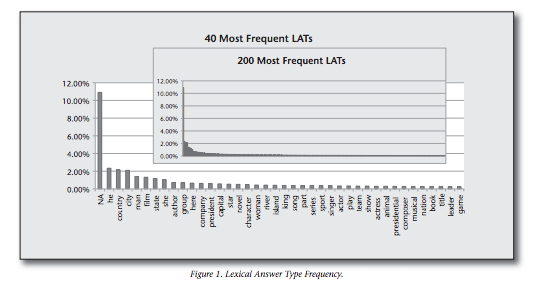 40 Most Frequent LATs
200 Most Frequent LATs
12.00%
10.00%
8.00%
6.00%
4.00%
2.00%
0.00%
12.00%
10.00%
8.00%
6.00%
4.00%
2.00%
0.00%
NA
he
country
city
man
film
state
she
author
group
here
company
president
capital
star
novel
character
woman
river
island
king
song
part
series
sport
singer
actor
play
team
show
actress
animal
presidential
composer
musical
nation
book
title
leader
game
Figure 1. Lexical Answer Type Frequency.